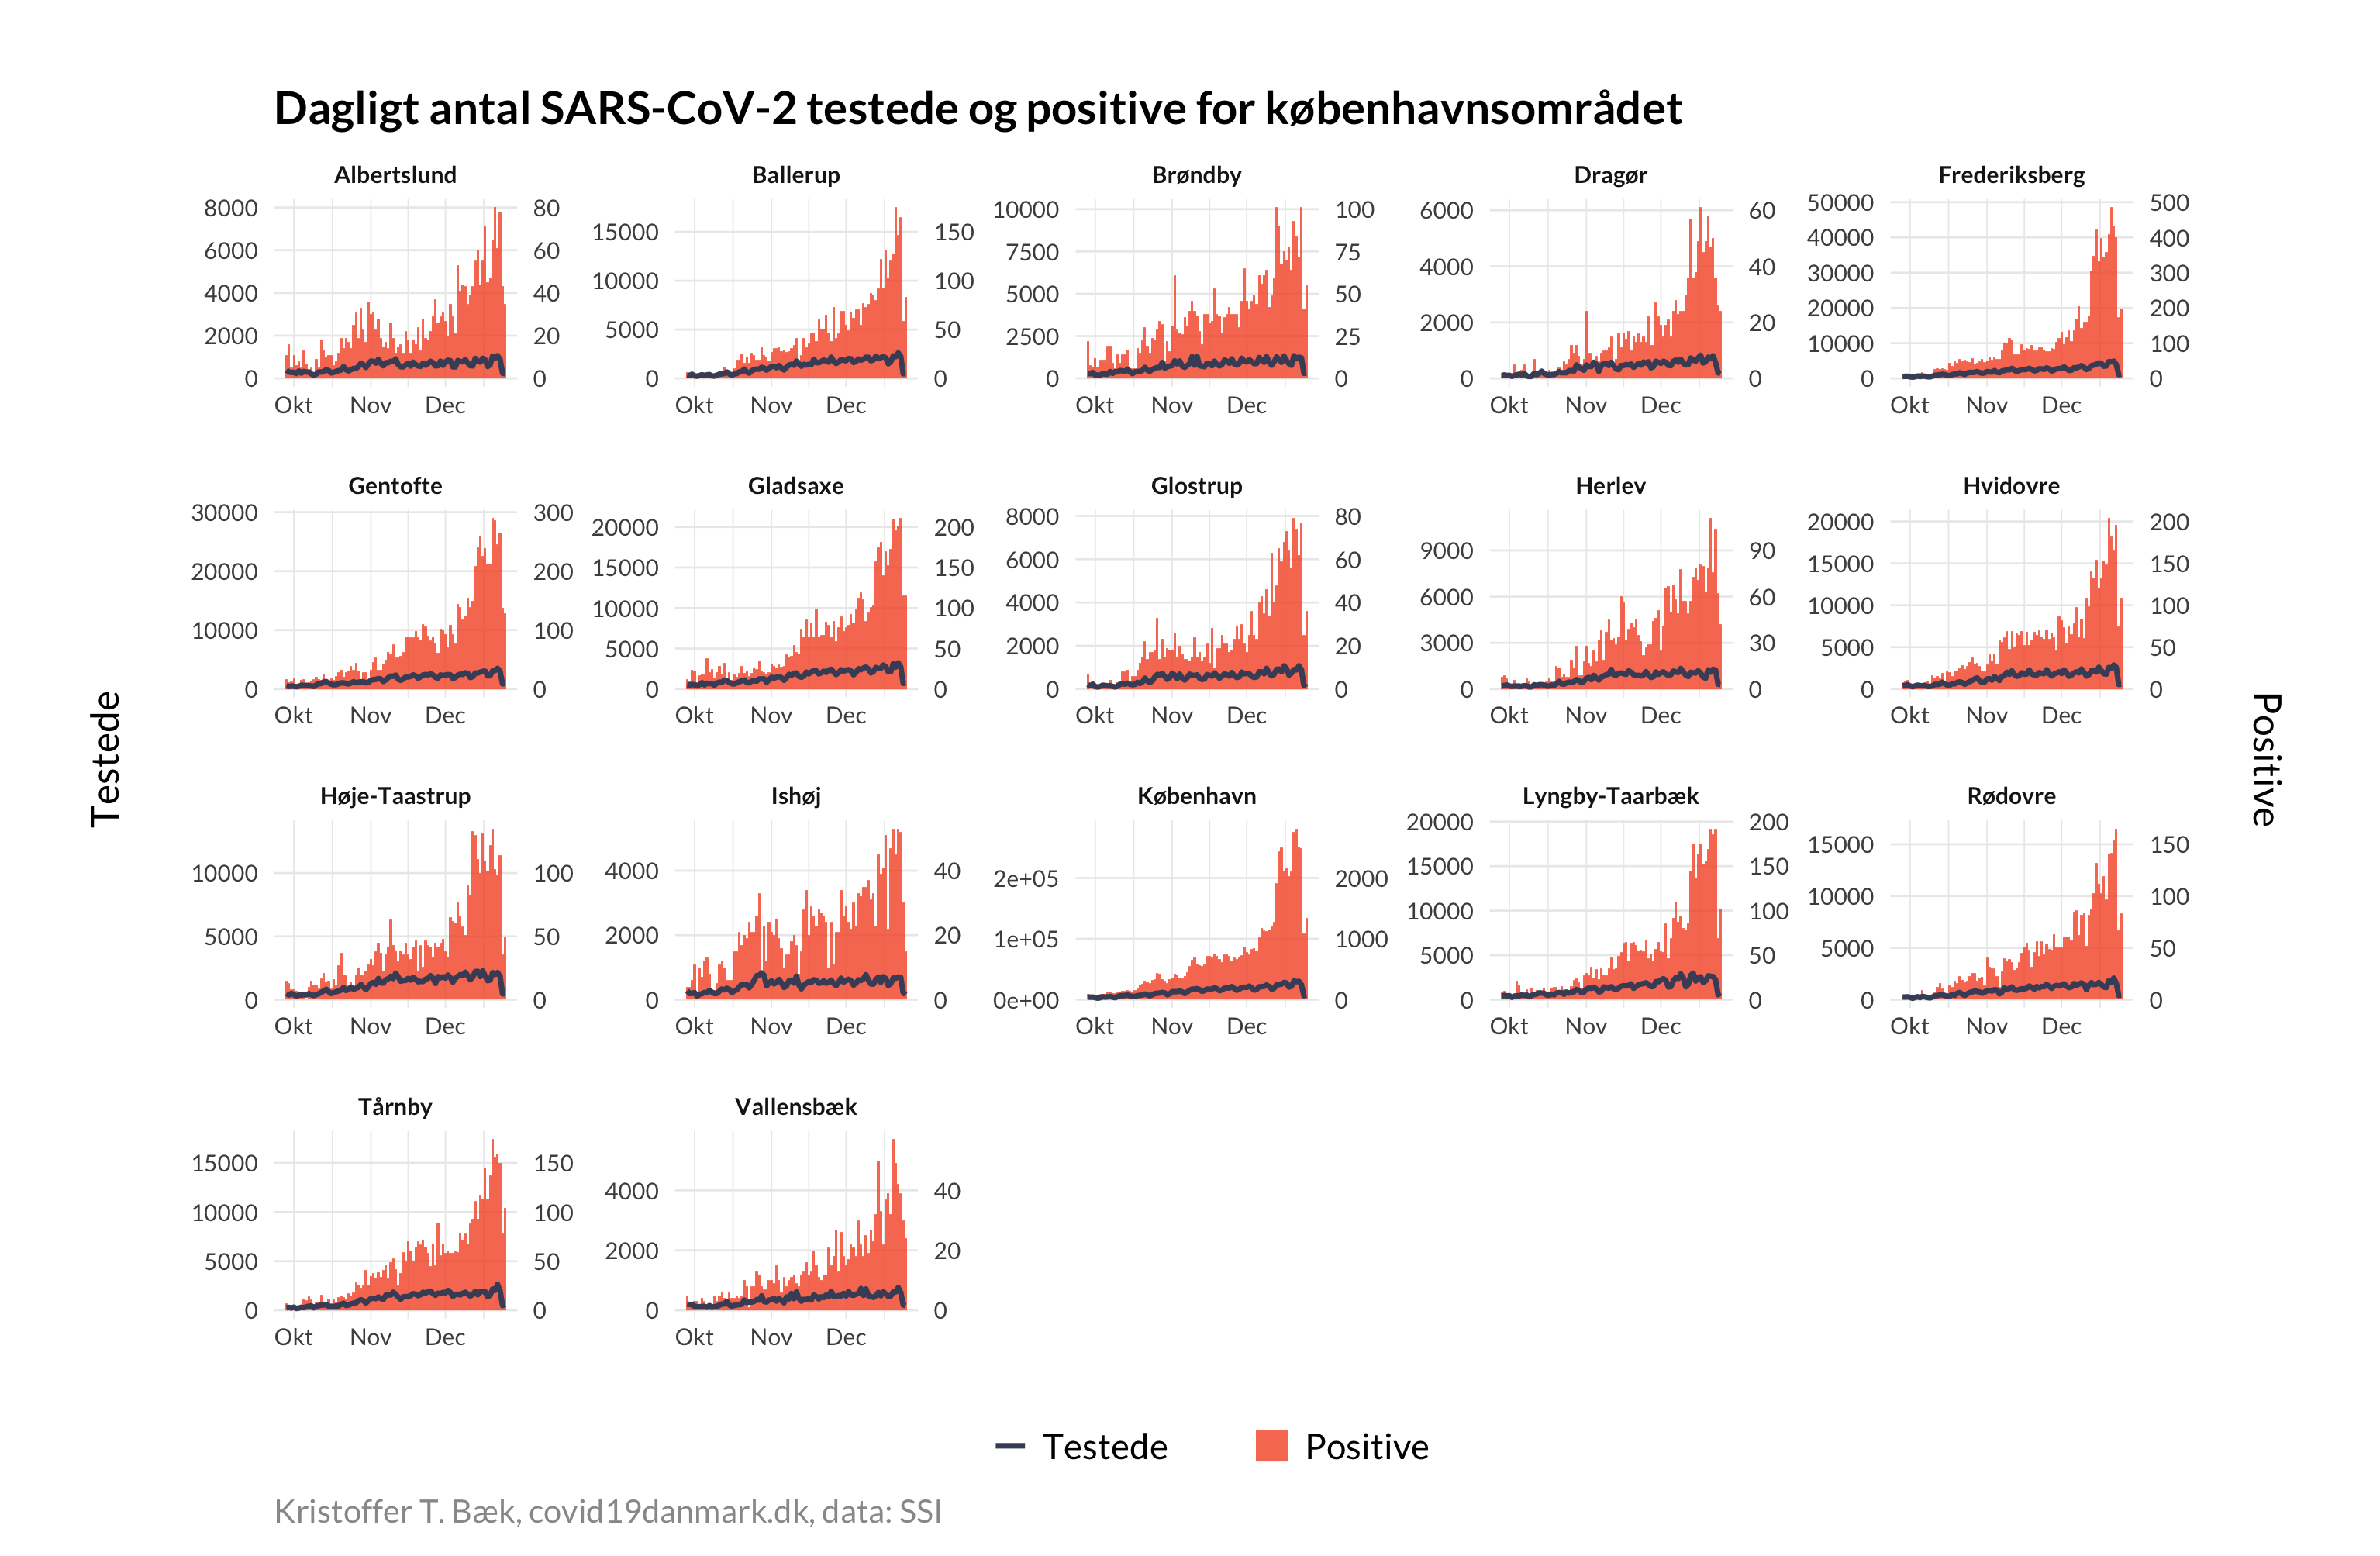 Dagligt antal SARS-CoV-2 testede og positive for københavnsområdet
Albertslund Ballerup Brøndby Dragør Frederiksberg
8000 6000 4000 2000 0
80 60 40 20 0
15000 10000 5000 0
150 100 50 0
10000 7500 5000 2500 0
100 75 50 25 0
6000 4000 2000 0
60 40 20 0
50000 40000 30000 20000 10000 0
500 400 300 200 100 0
Okt Nov Dec Okt Nov Dec Okt Nov Dec Okt Nov Dec Okt Nov Dec
Gentofte Gladsaxe Glostrup Herlev Hvidovre
30000 20000 10000 0
300 200 100 0
20000 15000 10000 5000 0
200 150 100 50 0
8000 6000 4000 2000 0
80 60 40 20 0
9000 6000 3000 0
90 60 30 0
20000 15000 10000 5000 0
200 150 100 50 0
Okt Nov Dec Okt Nov Dec Okt Nov Dec Okt Nov Dec Okt Nov Dec
Testede
Positive
Høje-Taastrup Ishøj København Lyngby-Taarbæk Rødovre
10000 5000 0
100 50 0
4000 2000 0
40 20 0
2e+05 1e+05 0e+00
2000 1000 0
20000 15000 10000 5000 0
200 150 100 50 0
15000 10000 5000 0
150 100 50 0
Okt Nov Dec Okt Nov Dec Okt Nov Dec Okt Nov Dec Okt Nov Dec
Tårnby Vallensbæk
15000 10000 5000 0
150 100 50 0
4000 2000 0
40 20 0
Okt Nov Dec Okt Nov Dec
Testede Positive
Kristoffer T. Bæk, covid19danmark.dk, data: SSI